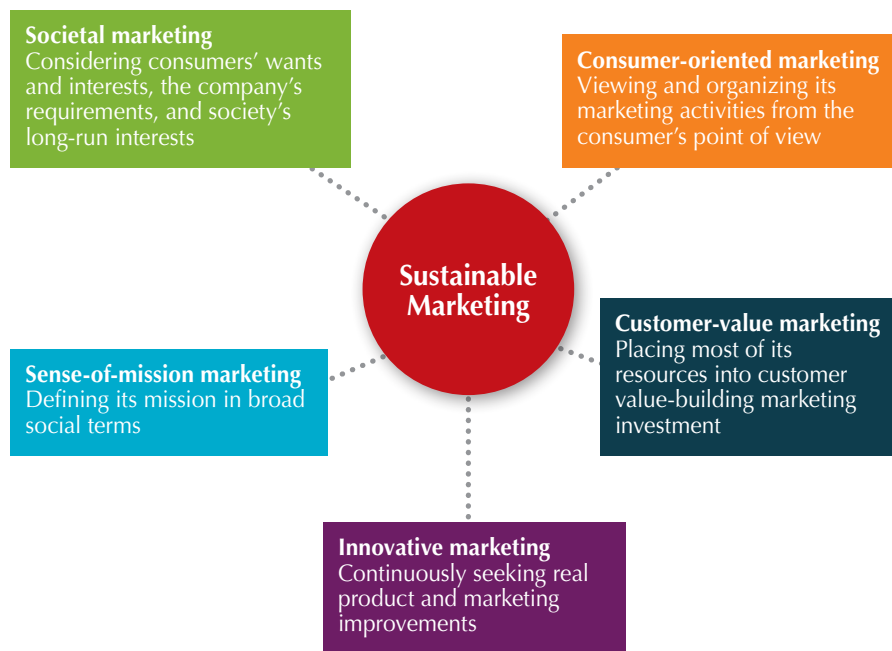 Societal marketing
Considering consumers’ wants
and interests, the company’s
requirements, and society’s
long-run interests
Consumer-oriented marketing
Viewing and organizing its
marketing activities from the
consumer’s point of view
Sustainable
Marketing
Customer-value marketing
Placing most of its
resources into customer
value-building marketing
investment
Sense-of-mission marketing
Defining its mission in broad
social terms
Innovative marketing
Continuously seeking real
product and marketing
improvements